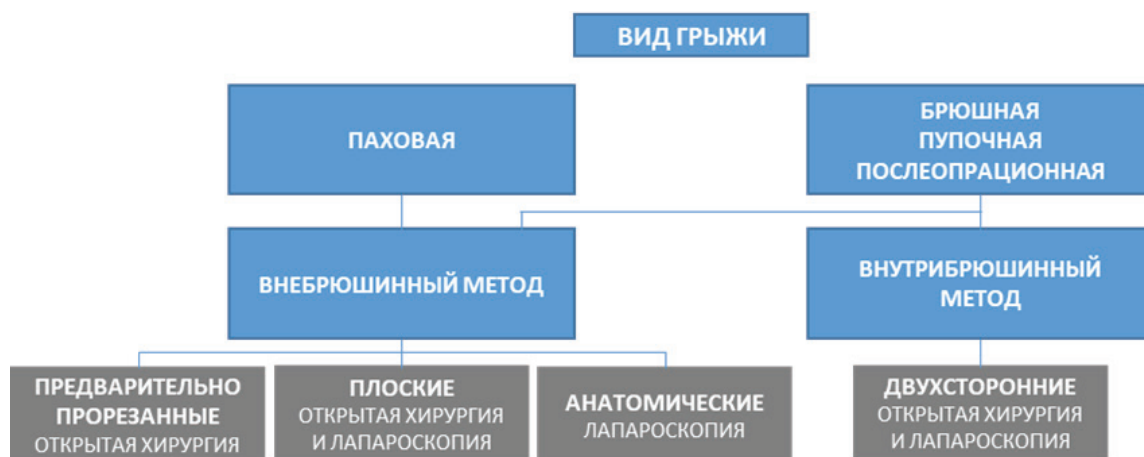 ВИД ГРЫЖИ
ПАХОВАЯ
БРЮШНАЯ
ПУПОЧНАЯ
ПОСЛЕОПРАЦИОННАЯ
ВНЕБРЮШИННЫЙ МЕТОД
ВНУТРИБРЮШИННЫЙ
МЕТОД
ПРЕДВАРИТЕЛЬНО
ПРОРЕЗАННЫЕ
ОТКРЫТАЯ ХИРУРГИЯ
ПЛОСКИЕ
ОТКРЫТАЯ ХИРУРГИЯ
И ЛАПАРОСКОПИЯ
АНАТОМИЧЕСКИЕ
ЛАПАРОСКОПИЯ
ДВУХСТОРОННИЕ
ОТКРЫТАЯ ХИРУРГИЯ
И ЛАПАРОСКОПИЯ